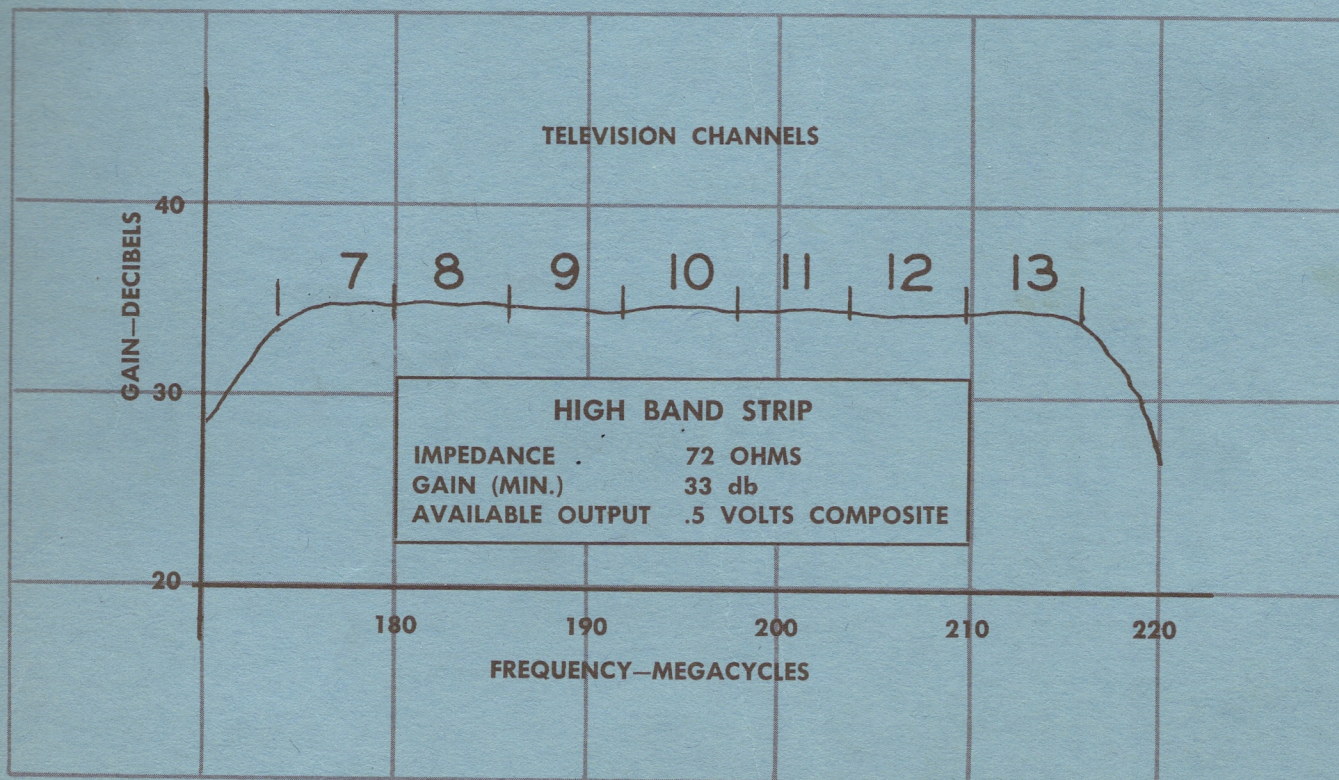 TELEVISION CHANNELS
GAIN—DECIBELS
40
30
20
7 8 9 10 11 12 13
HIGH BAND STRIP
IMPEDANCE . 72 OHMS
GAIN (MIN.) 33 db
AVAILABLE OUTPUT .5 VOLTS COMPOSITE
180 190 200 210 220
FREQUENCY—MEGACYCLES